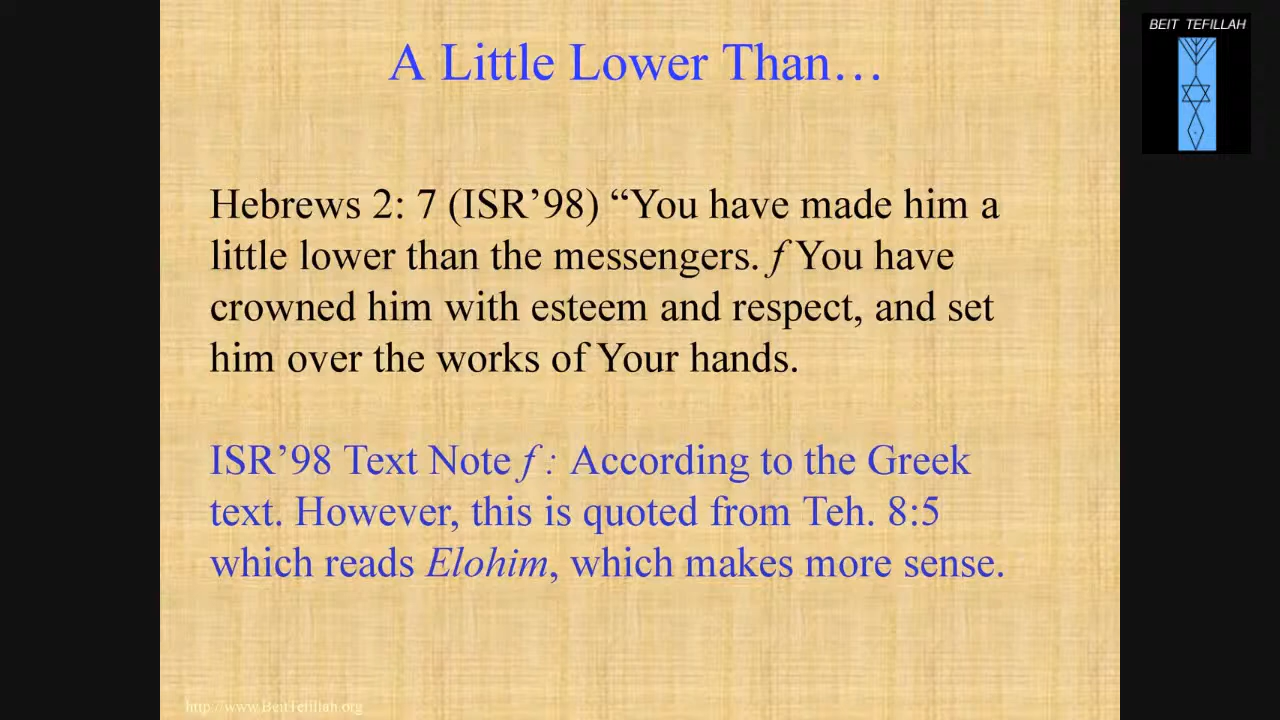 BEIT TEFILLAH
A Little Lower Than…
Hebrews 2: 7 (ISR’98) “You have made him a
little lower than the messengers. f You have
crowned him with esteem and respect, and set
him over the works of Your hands.
ISR’98 Text Note f : According to the Greek
text. However, this is quoted from Teh. 8:5
which reads Elohim, which makes more sense.
http://www.BeitTefillah.org